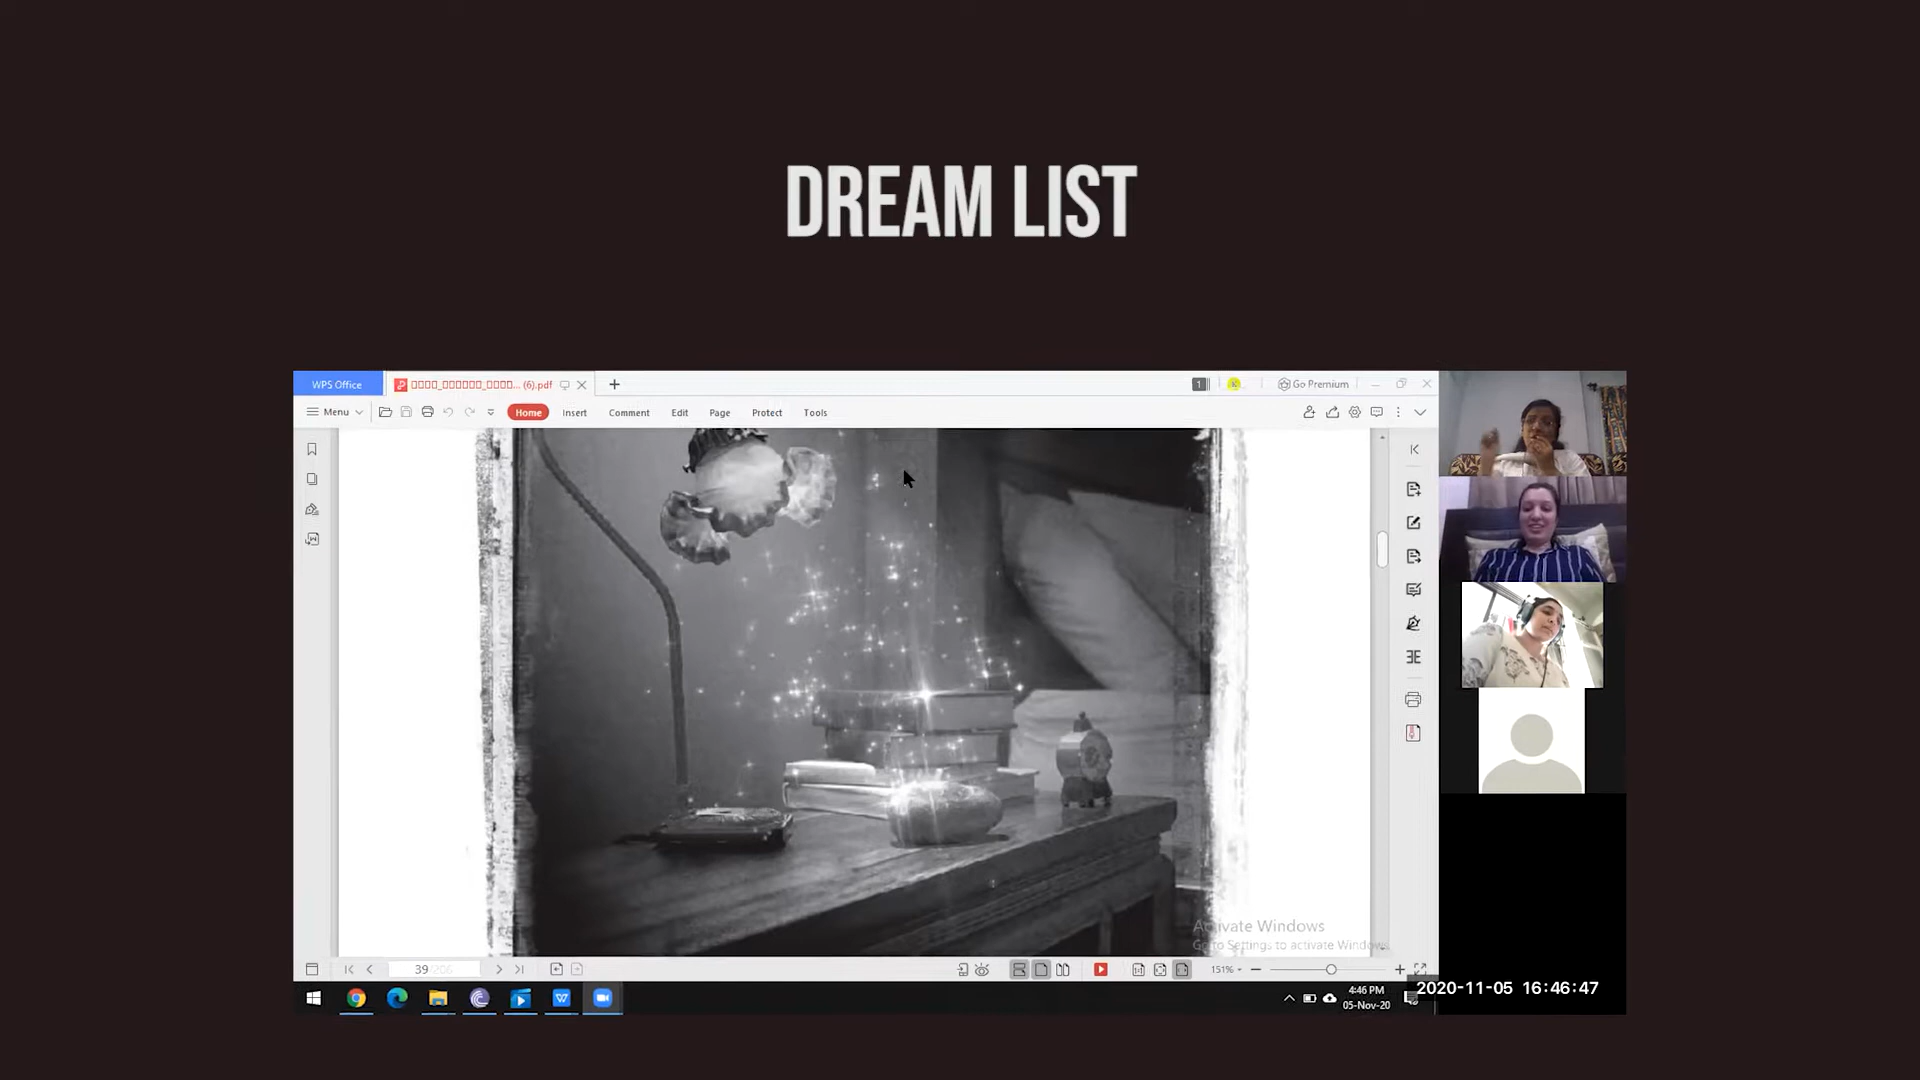 DREAM LIST
WPS Office
(6).pdf
1
Go Premium
Menu
Home
Insert
Comment
Edit
Page
Protect
Tools
Activate Windows
Go to Settings to activate Windows.
39/206
151%
4:46 PM
05-Nov-20
2020-11-05 16:46:47